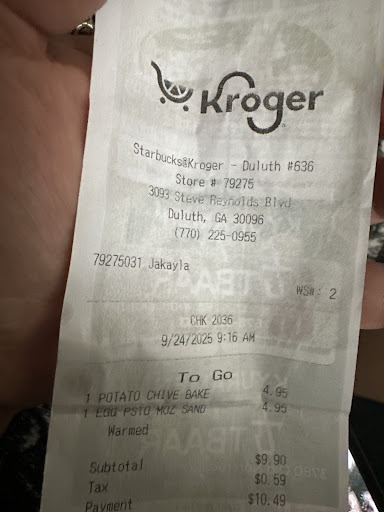 Kroger
Starbucks@Kroger - Duluth #636
Store # 79275
3093 Steve Reynolds Blvd
Duluth, GA 30096
(770) 225-0955
79275031 Jakayla
WS#: 2
CHK 2036
9/24/2025 9:16 AM
To Go
1 POTATO CHIVE BAKE 4.95
1 EGG PSTO MOZ SAND 4.95
Warmed
Subtotal $9.90
Tax $0.59
Payment $10.49